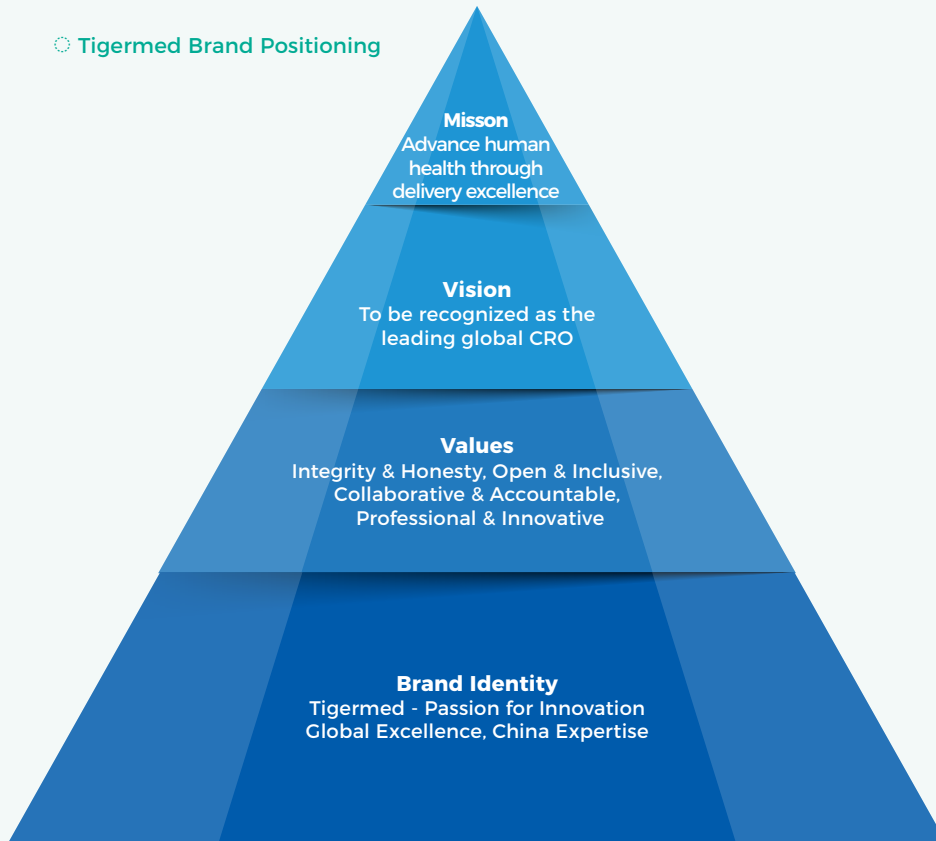 Tigermed Brand Positioning
Misson
Advance human
health through
delivery excellence
Vision
To be recognized as the
leading global CRO
Values
Integrity & Honesty, Open & Inclusive,
Collaborative & Accountable,
Professional & Innovative
Brand Identity
Tigermed - Passion for Innovation
Global Excellence, China Expertise